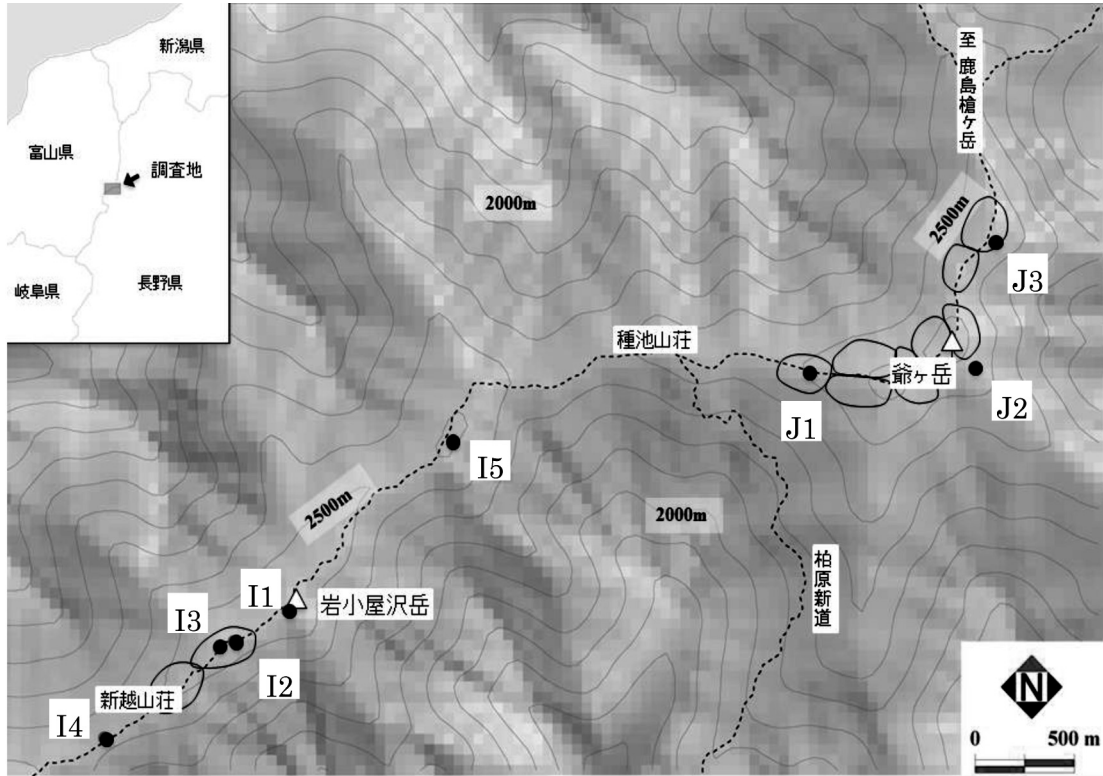 新潟県
富山県
調査地
長野県
岐阜県
至 鹿島槍ヶ岳
2000m
2500m
J3
種池山荘
爺ヶ岳
J1
J2
I5
2500m
2000m
柏原新道
I1
岩小屋沢岳
I3
I2
新越山荘
I4
N
0 500 m